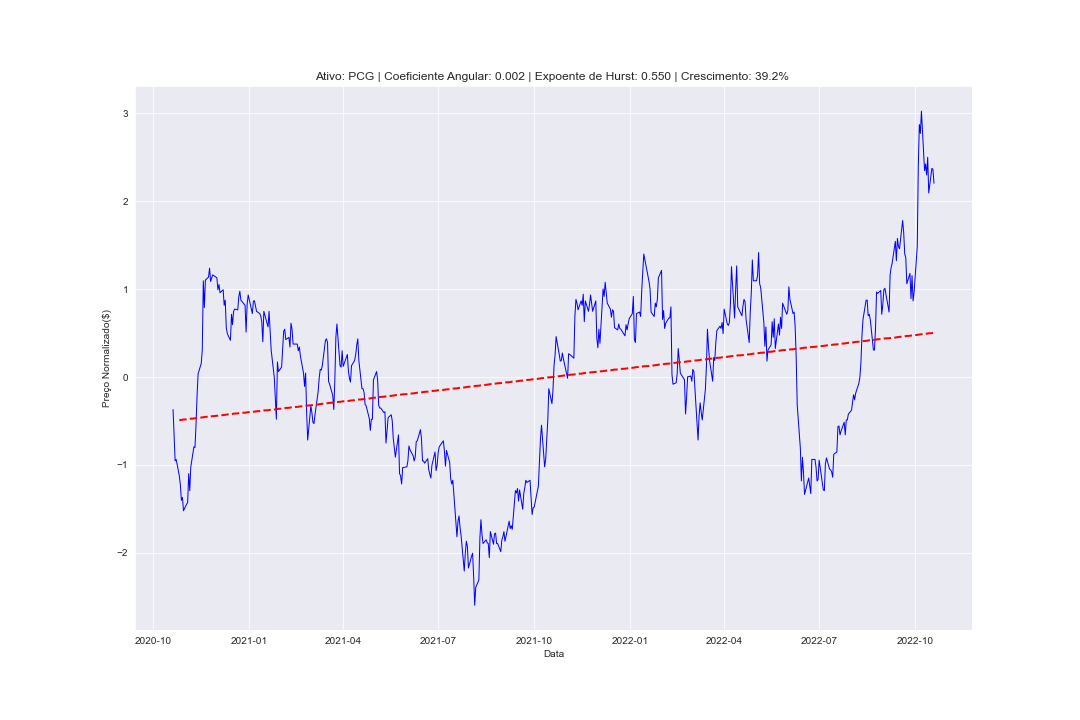 Ativo: PCG | Coeficiente Angular: 0.002 | Expoente de Hurst: 0.550 | Crescimento: 39.2%
Preço Normalizado($)
3
2
1
0
−1
−2
2020-10 2021-01 2021-04 2021-07 2021-10 2022-01 2022-04 2022-07 2022-10
Data